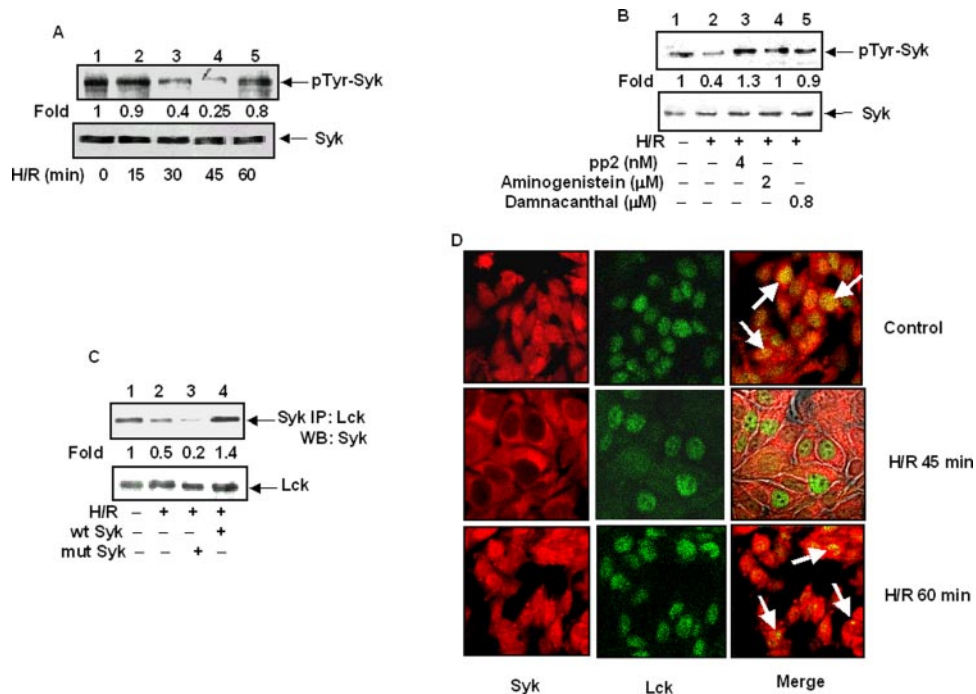 A
1 2 3 4 5
pTyr-Syk
Fold 1 0.9 0.4 0.25 0.8
Syk
H/R (min) 0 15 30 45 60
B
1 2 3 4 5
pTyr-Syk
Fold 1 0.4 1.3 1 0.9
Syk
H/R – + + + +
pp2 (nM) – – 4 – –
Aminogenistein (μM) – – – 2 –
Damnacanthal (μM) – – – – 0.8
C
1 2 3 4
Syk IP: Lck
WB: Syk
Fold 1 0.5 0.2 1.4
Lck
H/R – + + +
wt Syk – – – +
mut Syk – – + –
D
Control
H/R 45 min
H/R 60 min
Syk Lck Merge